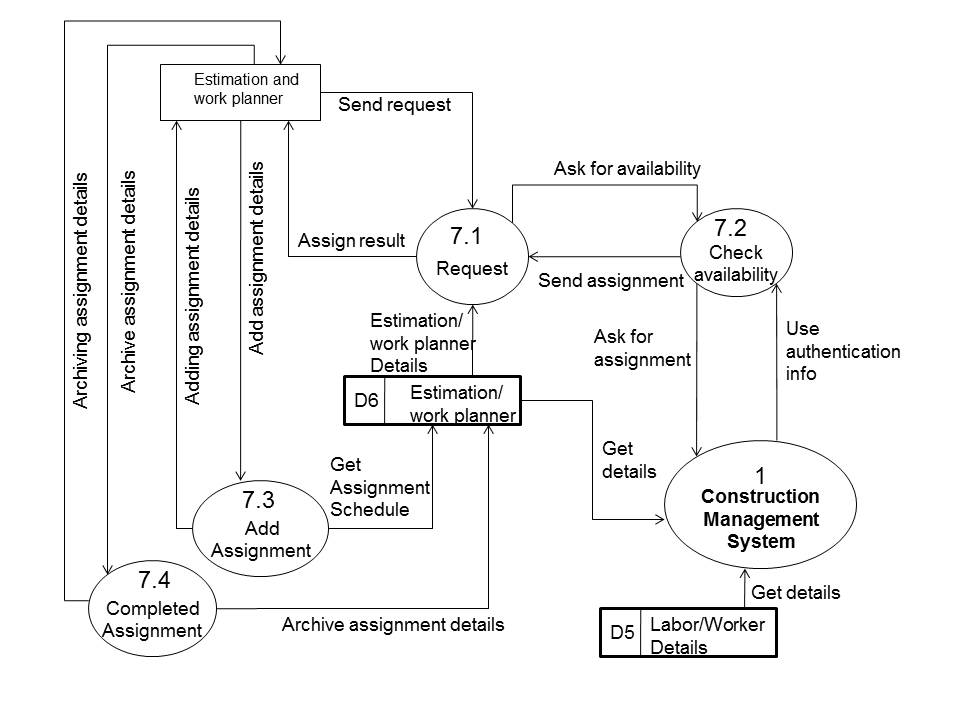 Estimation and
work planner
Send request
Ask for availability
Archiving assignment details
Archive assignment details
Adding assignment details
Add assignment details
Assign result
7.1
Request
7.2
Check
availability
Send assignment
Estimation/
work planner
Details
Ask for
assignment
Use
authentication
info
D6
Estimation/
work planner
Get
details
Get
Assignment
Schedule
1
Construction
Management
System
7.3
Add
Assignment
7.4
Completed
Assignment
Archive assignment details
Get details
D5
Labor/Worker
Details